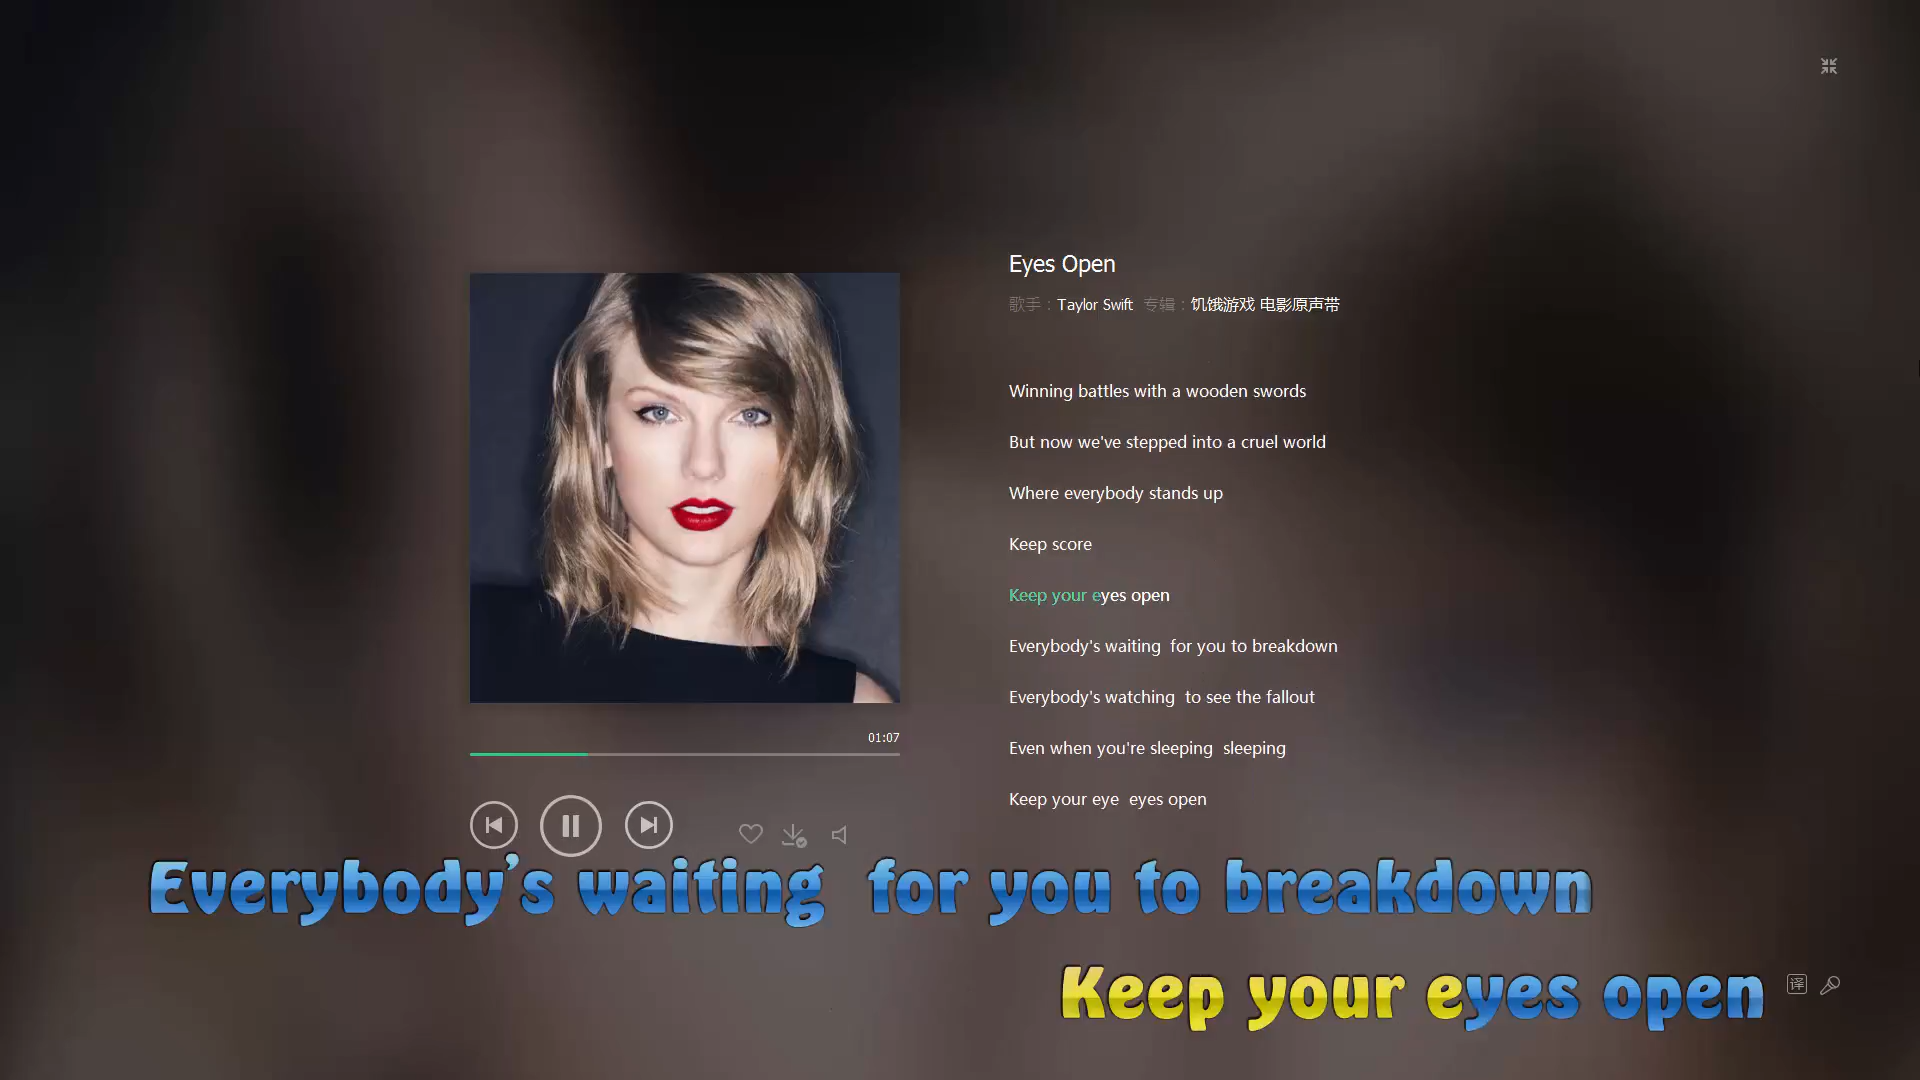 Eyes Open
歌手：Taylor Swift 专辑：饥饿游戏 电影原声带
Winning battles with a wooden swords
But now we've stepped into a cruel world
Where everybody stands up
Keep score
Keep your eyes open
Everybody's waiting  for you to breakdown
Everybody's watching  to see the fallout
Even when you're sleeping  sleeping
Keep your eye  eyes open
01:07
Everybody's waiting  for you to breakdown
Keep your eyes open
译